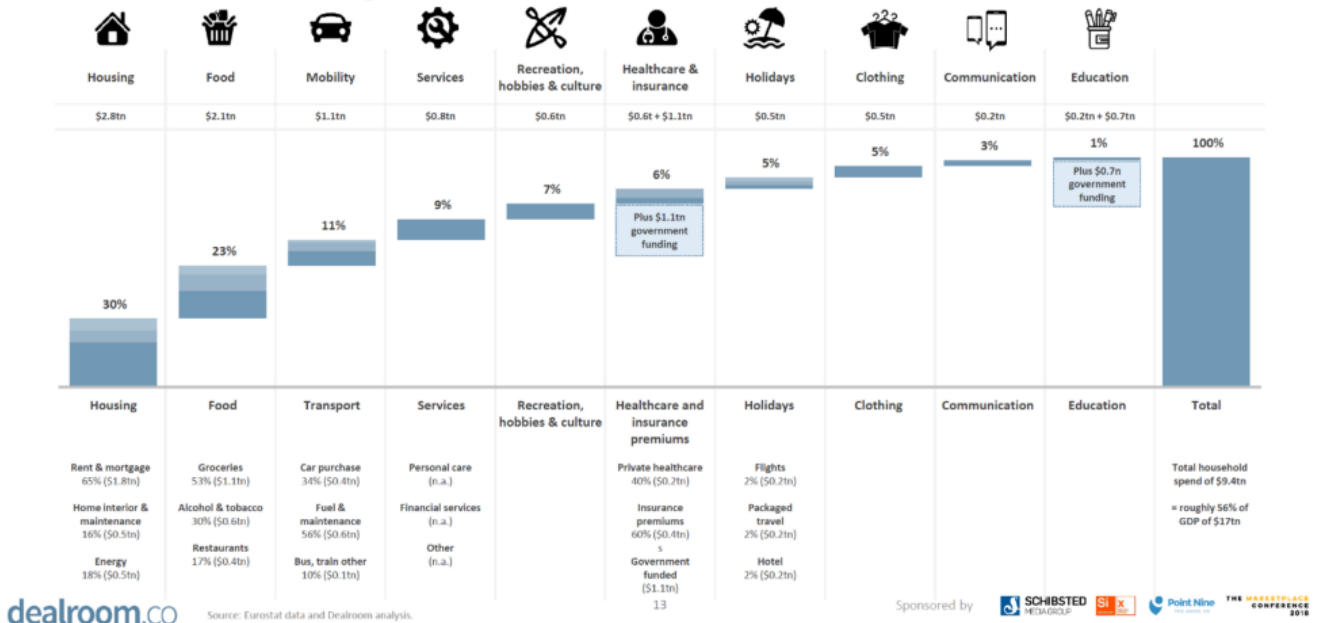 Housing
Food
Mobility
Services
Recreation,
hobbies & culture
Healthcare &
insurance
Holidays
Clothing
Communication
Education
$2.8tn
$2.1tn
$1.1tn
$0.8tn
$0.6tn
$0.6t + $1.1tn
$0.5tn
$0.5tn
$0.2tn
$0.2tn + $0.7tn
30%
23%
11%
9%
7%
6%
Plus $1.1tn
government
funding
5%
5%
3%
1%
Plus $0.7n
government
funding
100%
Housing
Food
Transport
Services
Recreation,
hobbies & culture
Healthcare and
insurance
premiums
Holidays
Clothing
Communication
Education
Total
Rent & mortgage
65% ($1.8tn)
Home interior &
maintenance
16% ($0.5tn)
Energy
18% ($0.5tn)
Groceries
53% ($1.1tn)
Alcohol & tobacco
30% ($0.6tn)
Restaurants
17% ($0.4tn)
Car purchase
34% ($0.4tn)
Fuel &
maintenance
56% ($0.6tn)
Bus, train other
10% ($0.1tn)
Personal care
(n.a.)
Financial services
(n.a.)
Other
(n.a.)
Private healthcare
40% ($0.2tn)
Insurance
premiums
60% ($0.4tn)
s
Government
funded
($1.1tn)
Flights
2% ($0.2tn)
Packaged
travel
2% ($0.2tn)
Hotel
2% ($0.2tn)
Total household
spend of $9.4tn
= roughly 56% of
GDP of $17tn
dealroom.co
Source: Eurostat data and Dealroom analysis.
13
Sponsored by
SCHIBSTED
MEDIA GROUP
Six
Point Nine
THE MARKETPLACE
CONFERENCE
2018